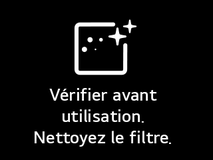 Vérifier avant
utilisation.
Nettoyez le filtre.